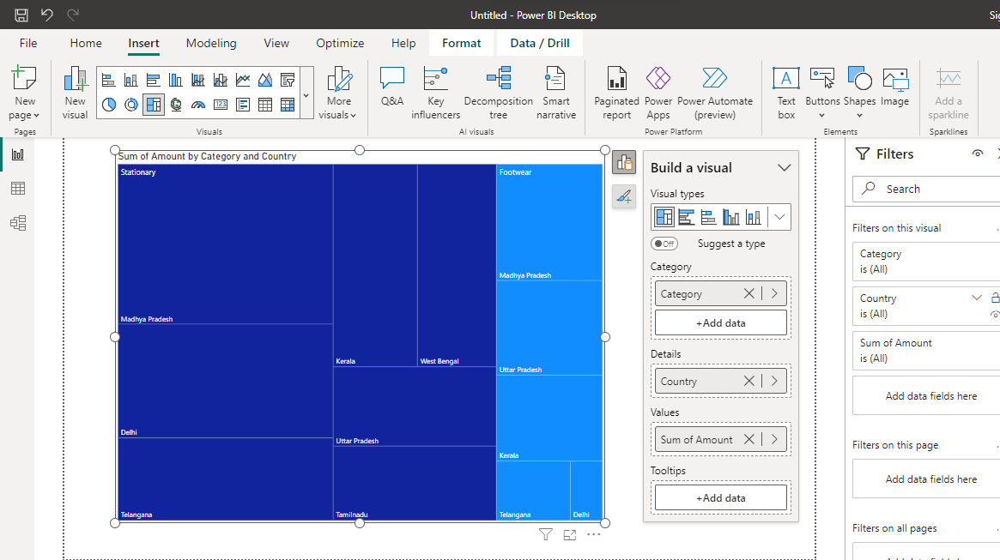 Untitled - Power BI Desktop
File Home Insert Modeling View Optimize Help Format Data / Drill
New page
New visual
123
More visuals
Q&A
Key influencers
Decomposition tree
Smart narrative
Paginated report
Power Apps
Power Automate (preview)
A
Text box
Buttons
Shapes
Image
Add a sparkline
Pages
Visuals
AI visuals
Power Platform
Elements
Sparklines
Sum of Amount by Category and Country
Stationary
Madhya Pradesh
Delhi
Telangana
Kerala
West Bengal
Uttar Pradesh
Tamilnadu
Footwear
Madhya Pradesh
Uttar Pradesh
Kerala
Telangana
Delhi
Build a visual
Visual types
Off Suggest a type
Category
Category
+Add data
Details
Country
Values
Sum of Amount
Tooltips
+Add data
Filters
Search
Filters on this visual
Category
is (All)
Country
is (All)
Sum of Amount
is (All)
Add data fields here
Filters on this page
Add data fields here
Filters on all pages